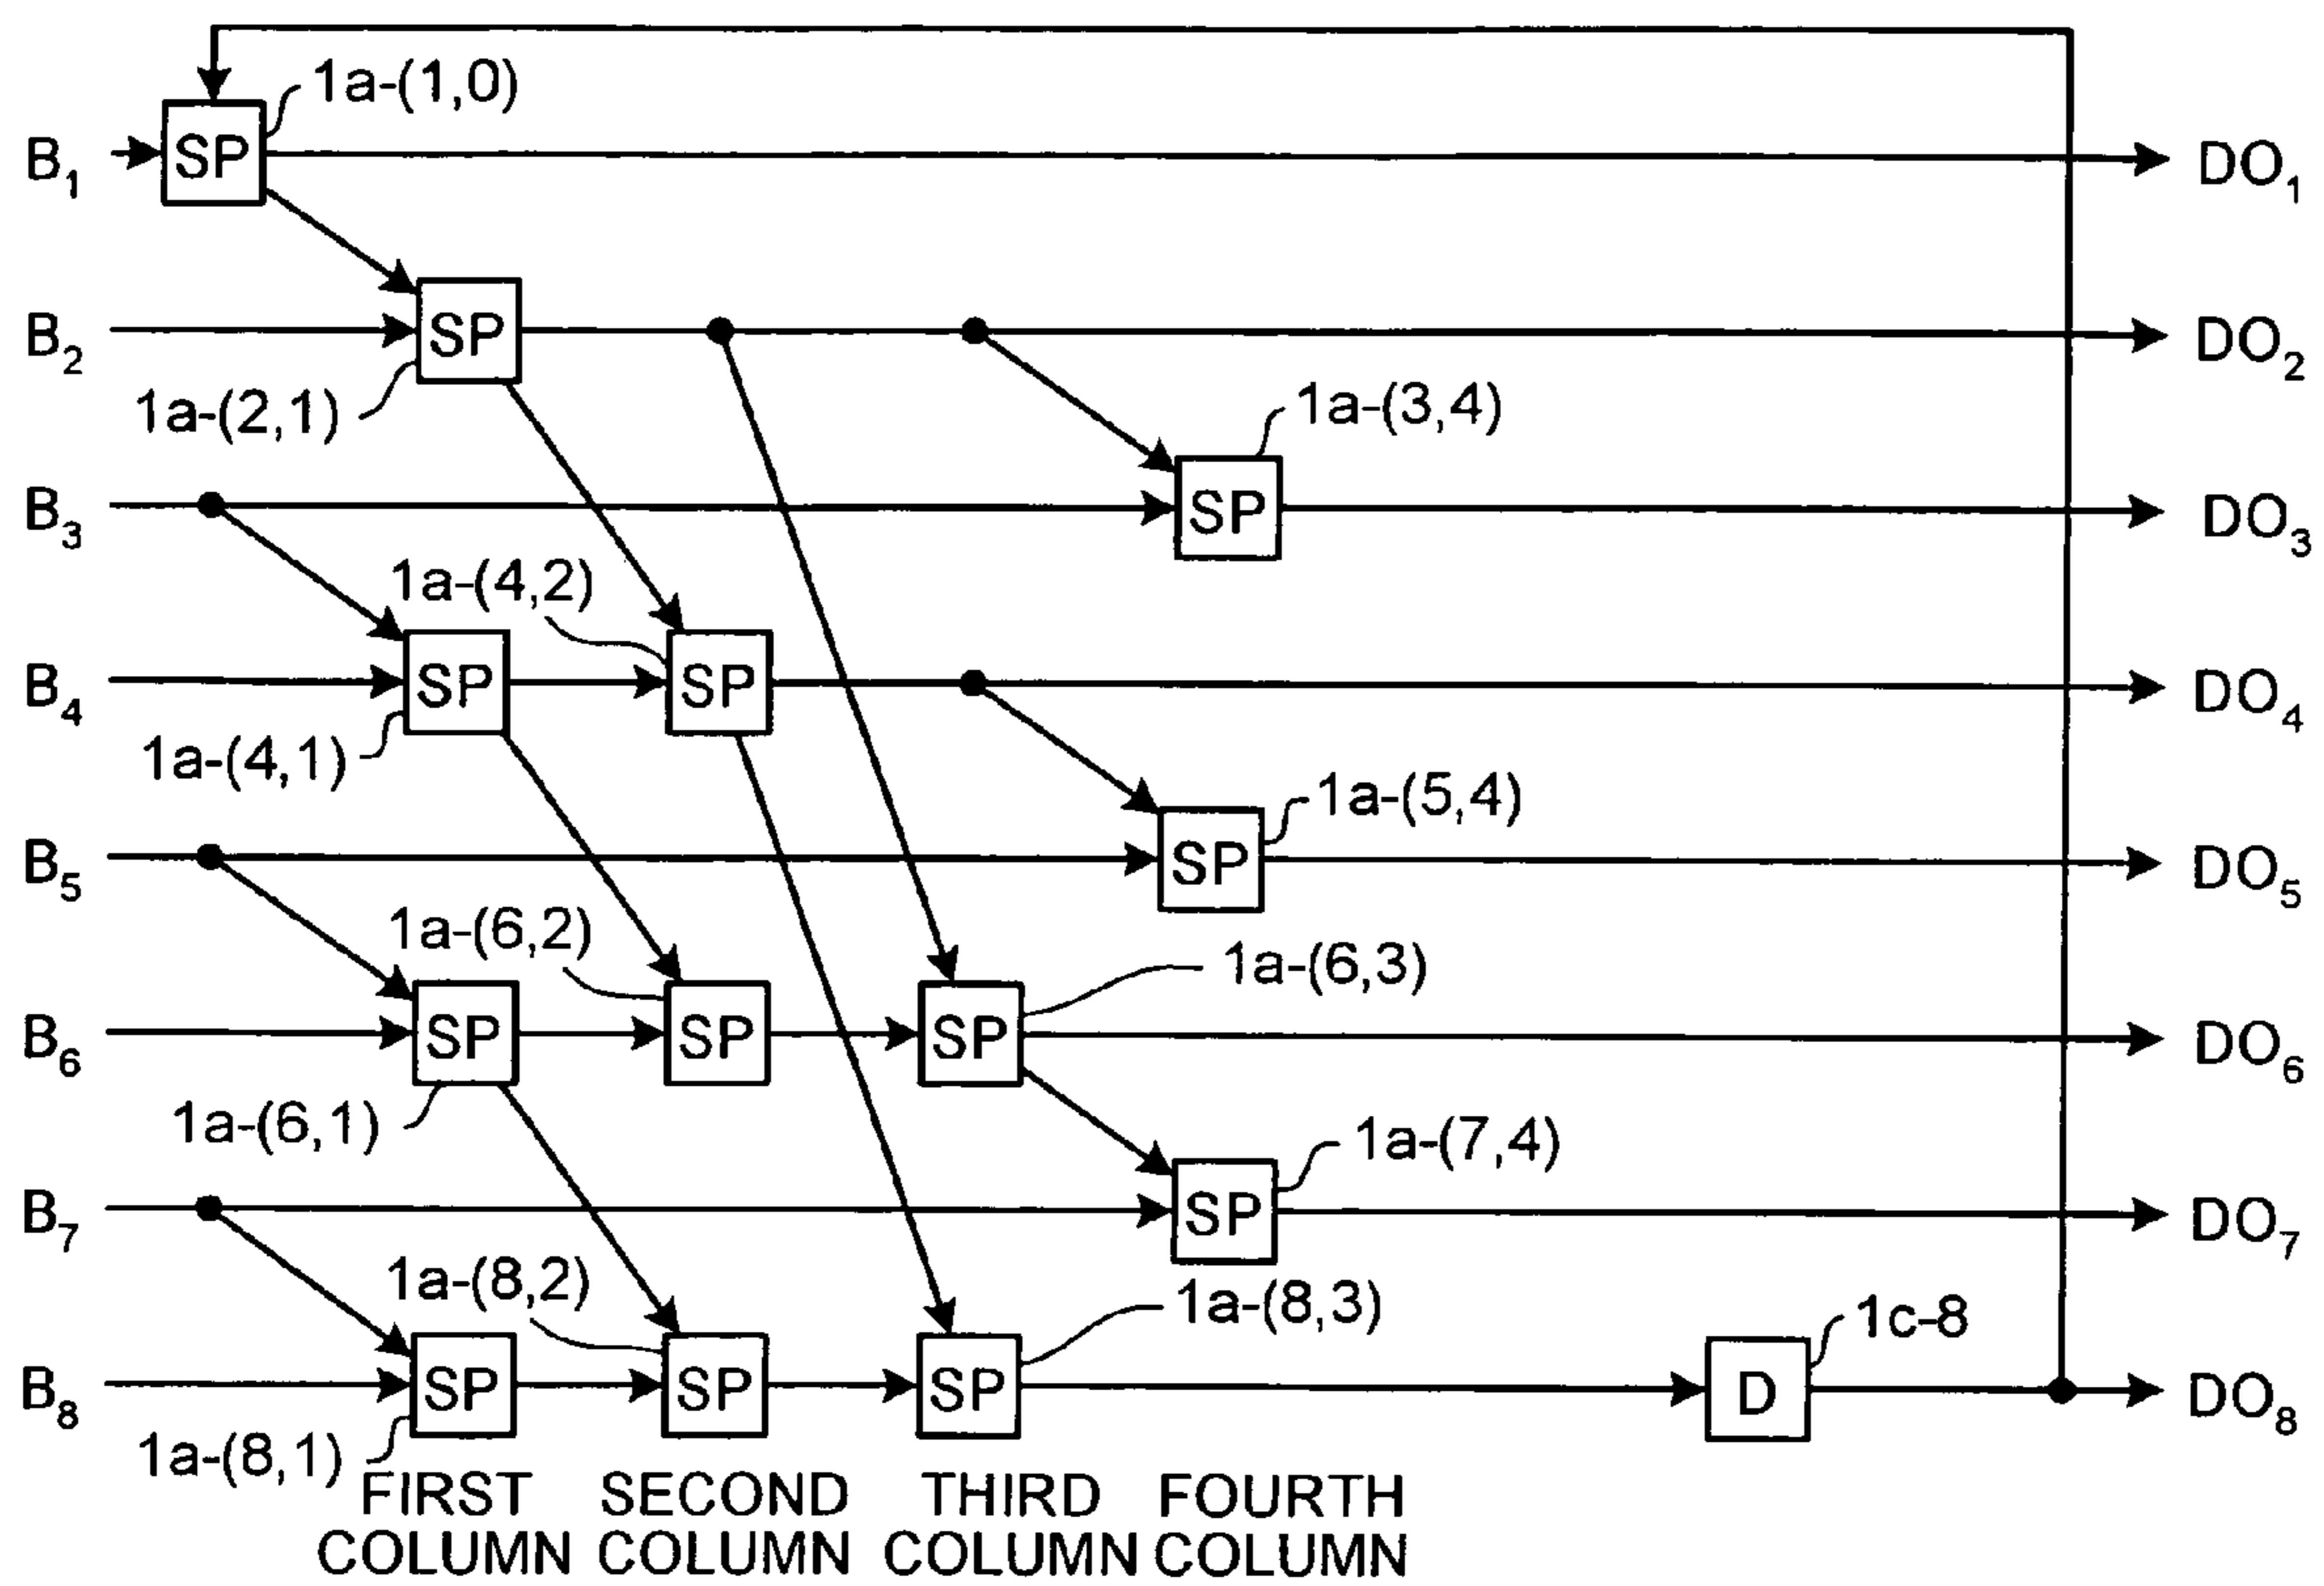 1a-(1,0)
B1 SP DO1
B2 SP DO2
1a-(2,1) 1a-(3,4)
B3 SP DO3
1a-(4,2)
B4 SP SP DO4
1a-(4,1) 1a-(5,4)
B5 SP DO5
1a-(6,2) 1a-(6,3)
B6 SP SP SP DO6
1a-(6,1) 1a-(7,4)
B7 SP DO7
1a-(8,2) 1a-(8,3) 1c-8
B8 SP SP SP D DO8
1a-(8,1)
FIRST SECOND THIRD FOURTH
COLUMN COLUMN COLUMN COLUMN